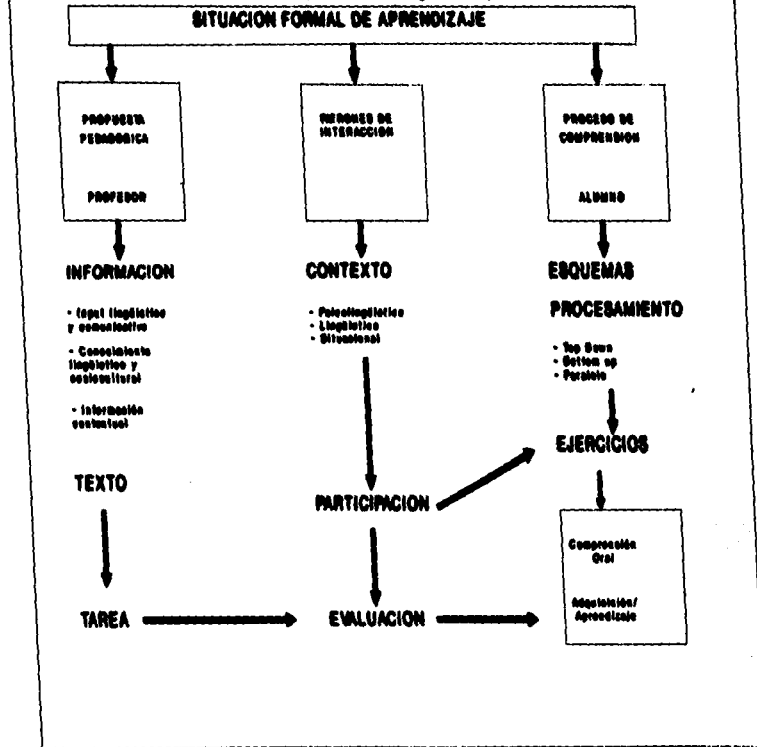 SITUACION FORMAL DE APRENDIZAJE
PROPUESTA
PEDAGOGICA
PROFESOR
PATRONES DE
INTERACCION
PROCESO DE
COMPRENSION
ALUMNO
INFORMACION
• Input lingüístico
y comunicativo
• Conocimiento
lingüístico y
sociocultural
• Información
contextual
TEXTO
TAREA
CONTEXTO
• Psicolingüístico
• Lingüístico
• Situacional
PARTICIPACION
EVALUACION
ESQUEMAS
PROCESAMIENTO
• Top Down
• Bottom up
• Paralelo
EJERCICIOS
Comprensión
Oral
Adquisición/
Aprendizaje